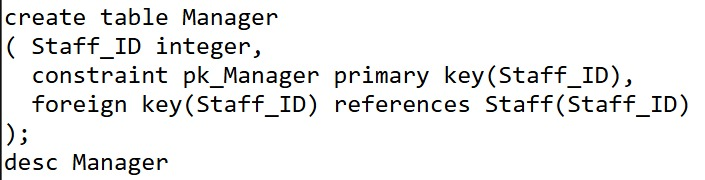 create table Manager
( Staff_ID integer,
  constraint pk_Manager primary key(Staff_ID),
  foreign key(Staff_ID) references Staff(Staff_ID)
);
desc Manager